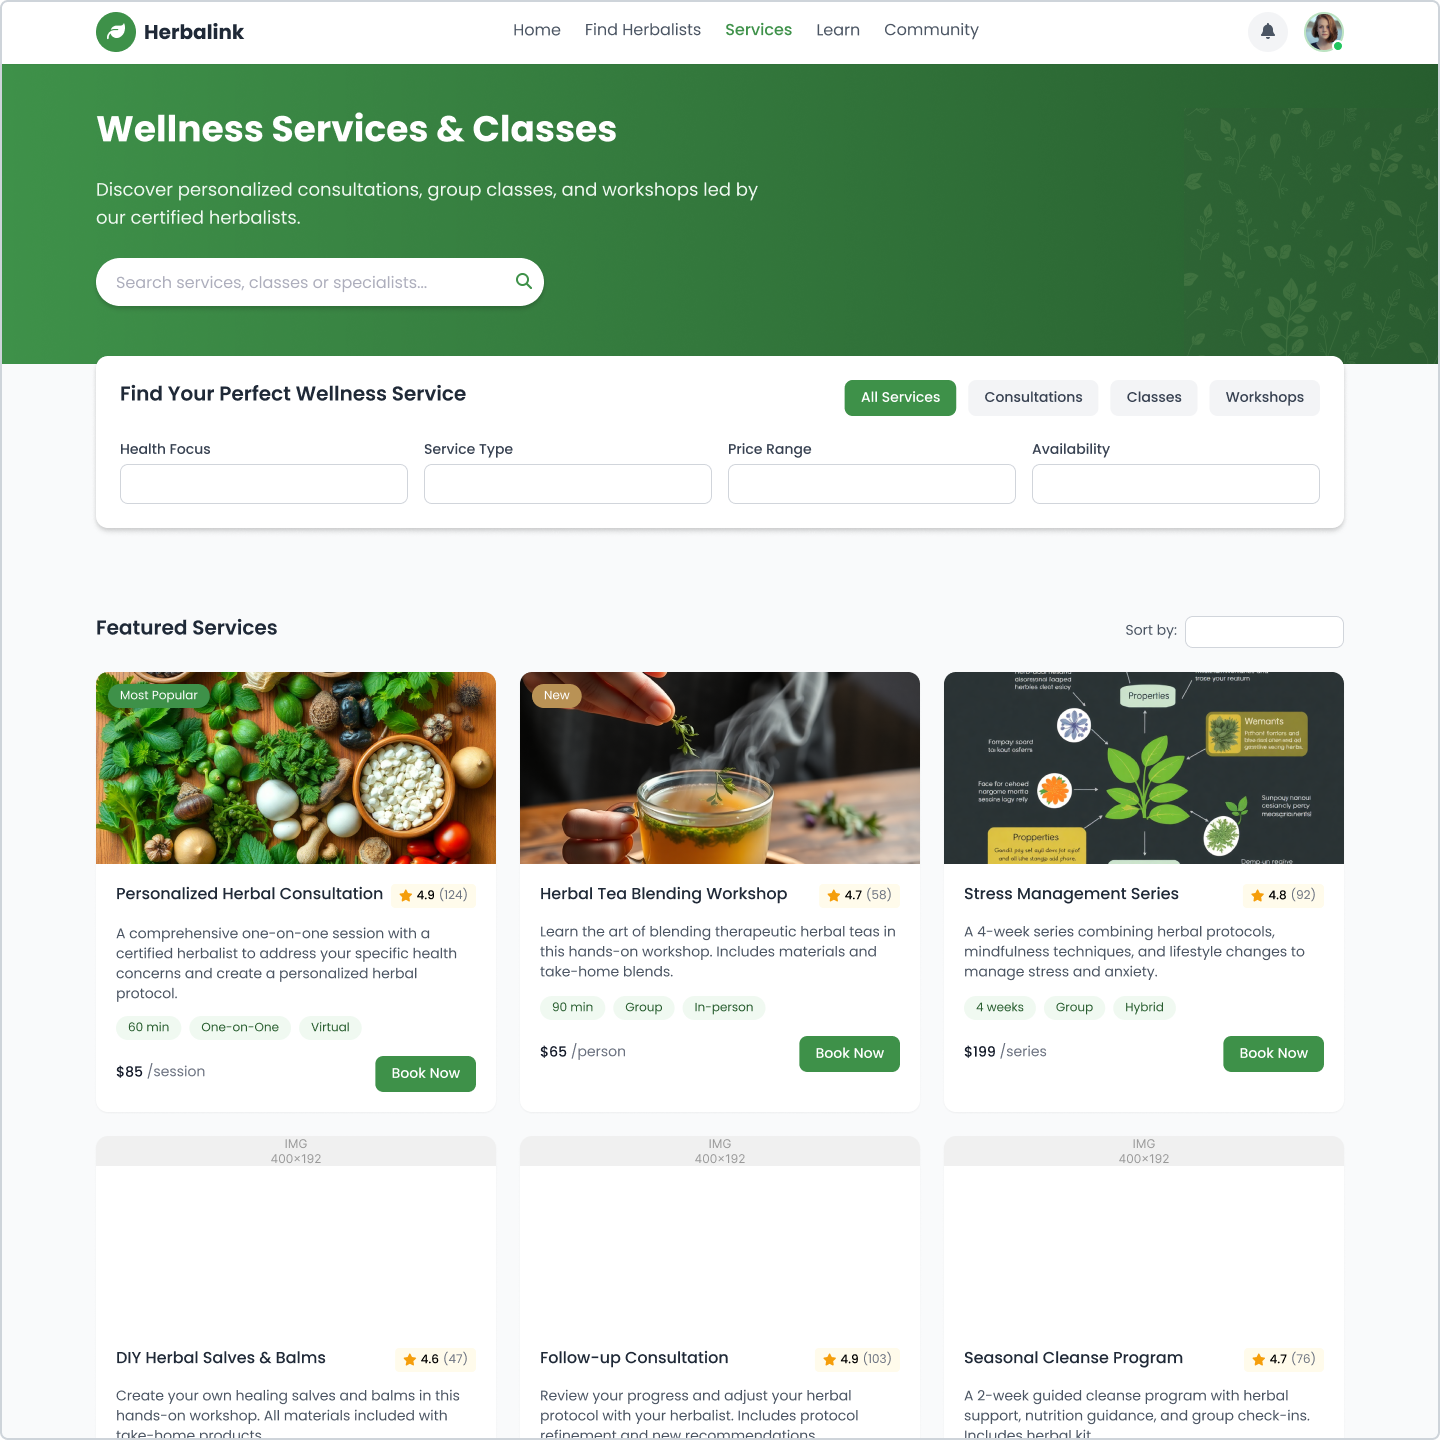 Herbalink
Home
Find Herbalists
Services
Learn
Community
Wellness Services & Classes
Discover personalized consultations, group classes, and workshops led by
our certified herbalists.
Search services, classes or specialists...
Find Your Perfect Wellness Service
All Services
Consultations
Classes
Workshops
Health Focus
Service Type
Price Range
Availability
Featured Services
Sort by:
Most Popular
New
Properties
Wemants
Fompay spord
Face for cehoed
Propperties
Personalized Herbal Consultation
4.9 (124)
A comprehensive one-on-one session with a
certified herbalist to address your specific health
concerns and create a personalized herbal
protocol.
60 min
One-on-One
Virtual
$85 /session
Book Now
Herbal Tea Blending Workshop
4.7 (58)
Learn the art of blending therapeutic herbal teas in
this hands-on workshop. Includes materials and
take-home blends.
90 min
Group
In-person
$65 /person
Book Now
Stress Management Series
4.8 (92)
A 4-week series combining herbal protocols,
mindfulness techniques, and lifestyle changes to
manage stress and anxiety.
4 weeks
Group
Hybrid
$199 /series
Book Now
IMG
400×192
IMG
400×192
IMG
400×192
DIY Herbal Salves & Balms
4.6 (47)
Create your own healing salves and balms in this
hands-on workshop. All materials included with
take-home products.
Follow-up Consultation
4.9 (103)
Review your progress and adjust your herbal
protocol with your herbalist. Includes protocol
refinement and new recommendations.
Seasonal Cleanse Program
4.7 (76)
A 2-week guided cleanse program with herbal
support, nutrition guidance, and group check-ins.
Includes herbal kit.